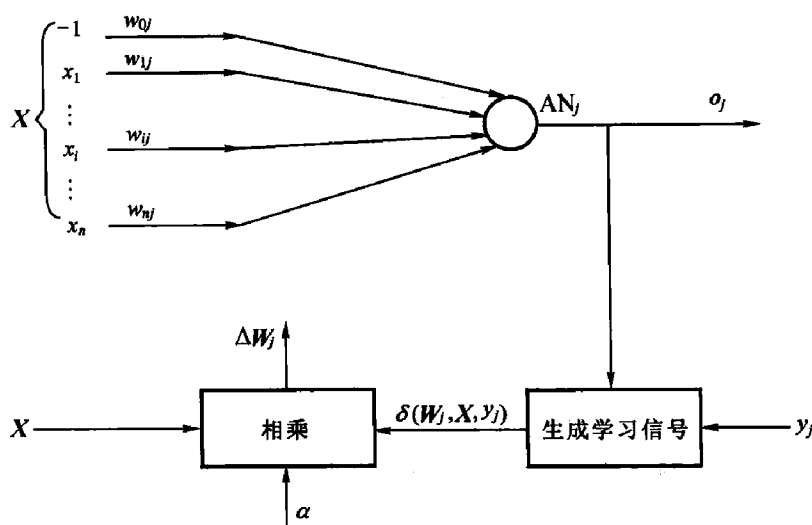 −1
w₀ⱼ
x₁
w₁ⱼ
⋮
X
xᵢ
wᵢⱼ
⋮
xₙ
wₙⱼ
ANⱼ
oⱼ
ΔWⱼ
X
相乘
δ(Wⱼ,X,yⱼ)
生成学习信号
yⱼ
α